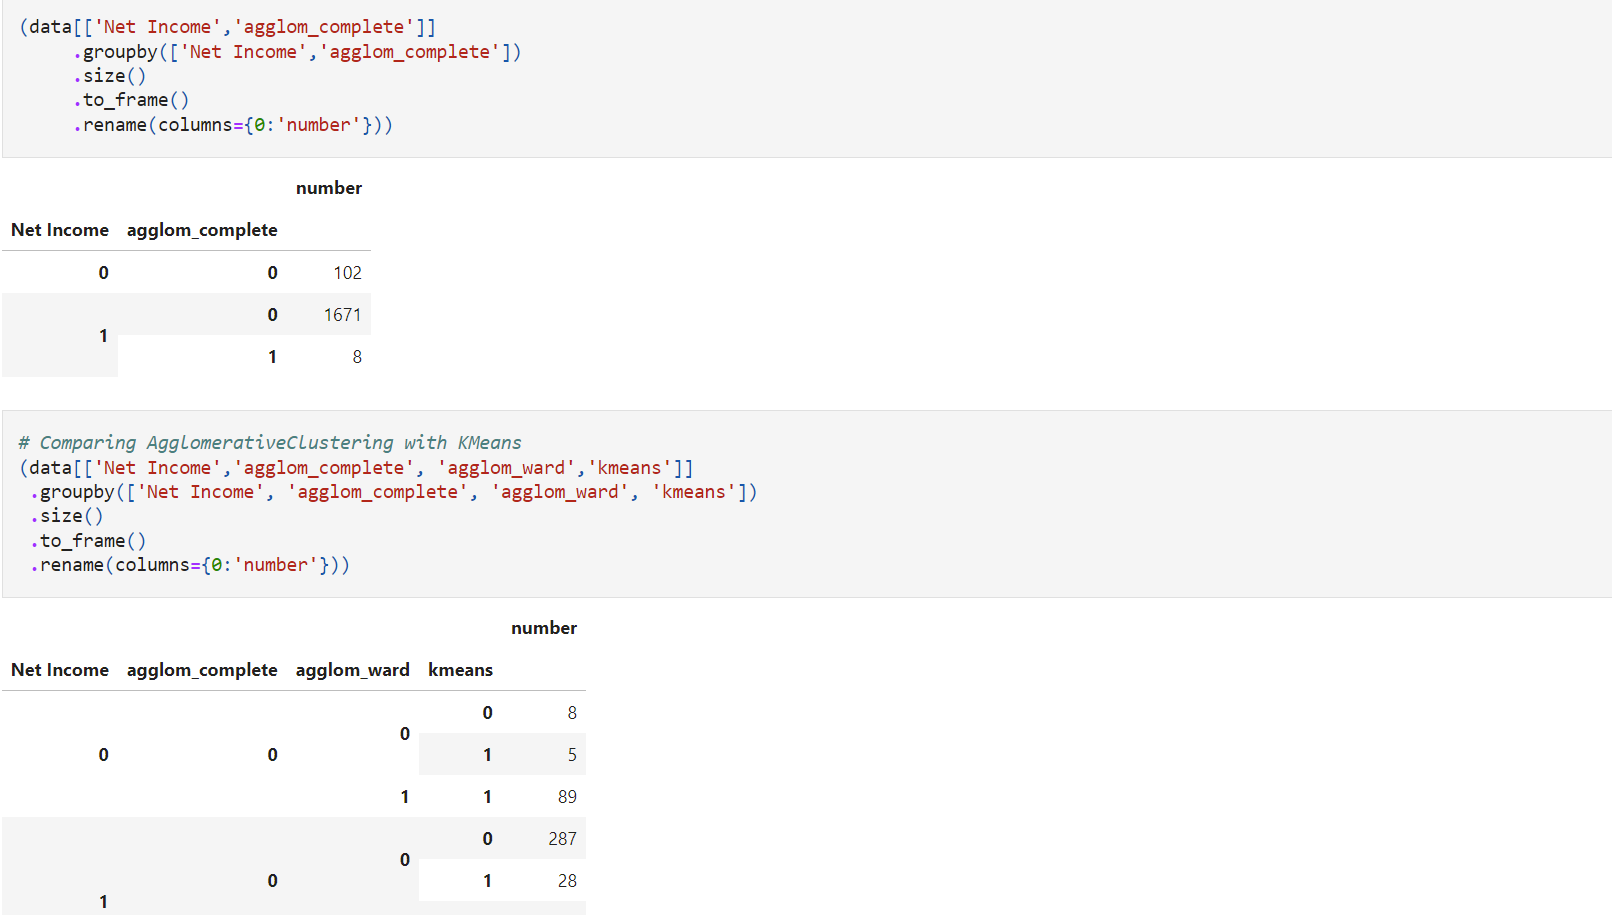 (data[['Net Income','agglom_complete']]
.groupby(['Net Income','agglom_complete'])
.size()
.to_frame()
.rename(columns={0:'number'}))
number
Net Income agglom_complete
0 0 102
0 1671
1
1 8
# Comparing AgglomerativeClustering with KMeans
(data[['Net Income','agglom_complete', 'agglom_ward','kmeans']]
.groupby(['Net Income', 'agglom_complete', 'agglom_ward', 'kmeans'])
.size()
.to_frame()
.rename(columns={0:'number'}))
number
Net Income agglom_complete agglom_ward kmeans
0 8
0
0 0 1 5
1 1 89
0 287
0
0 1 28
1